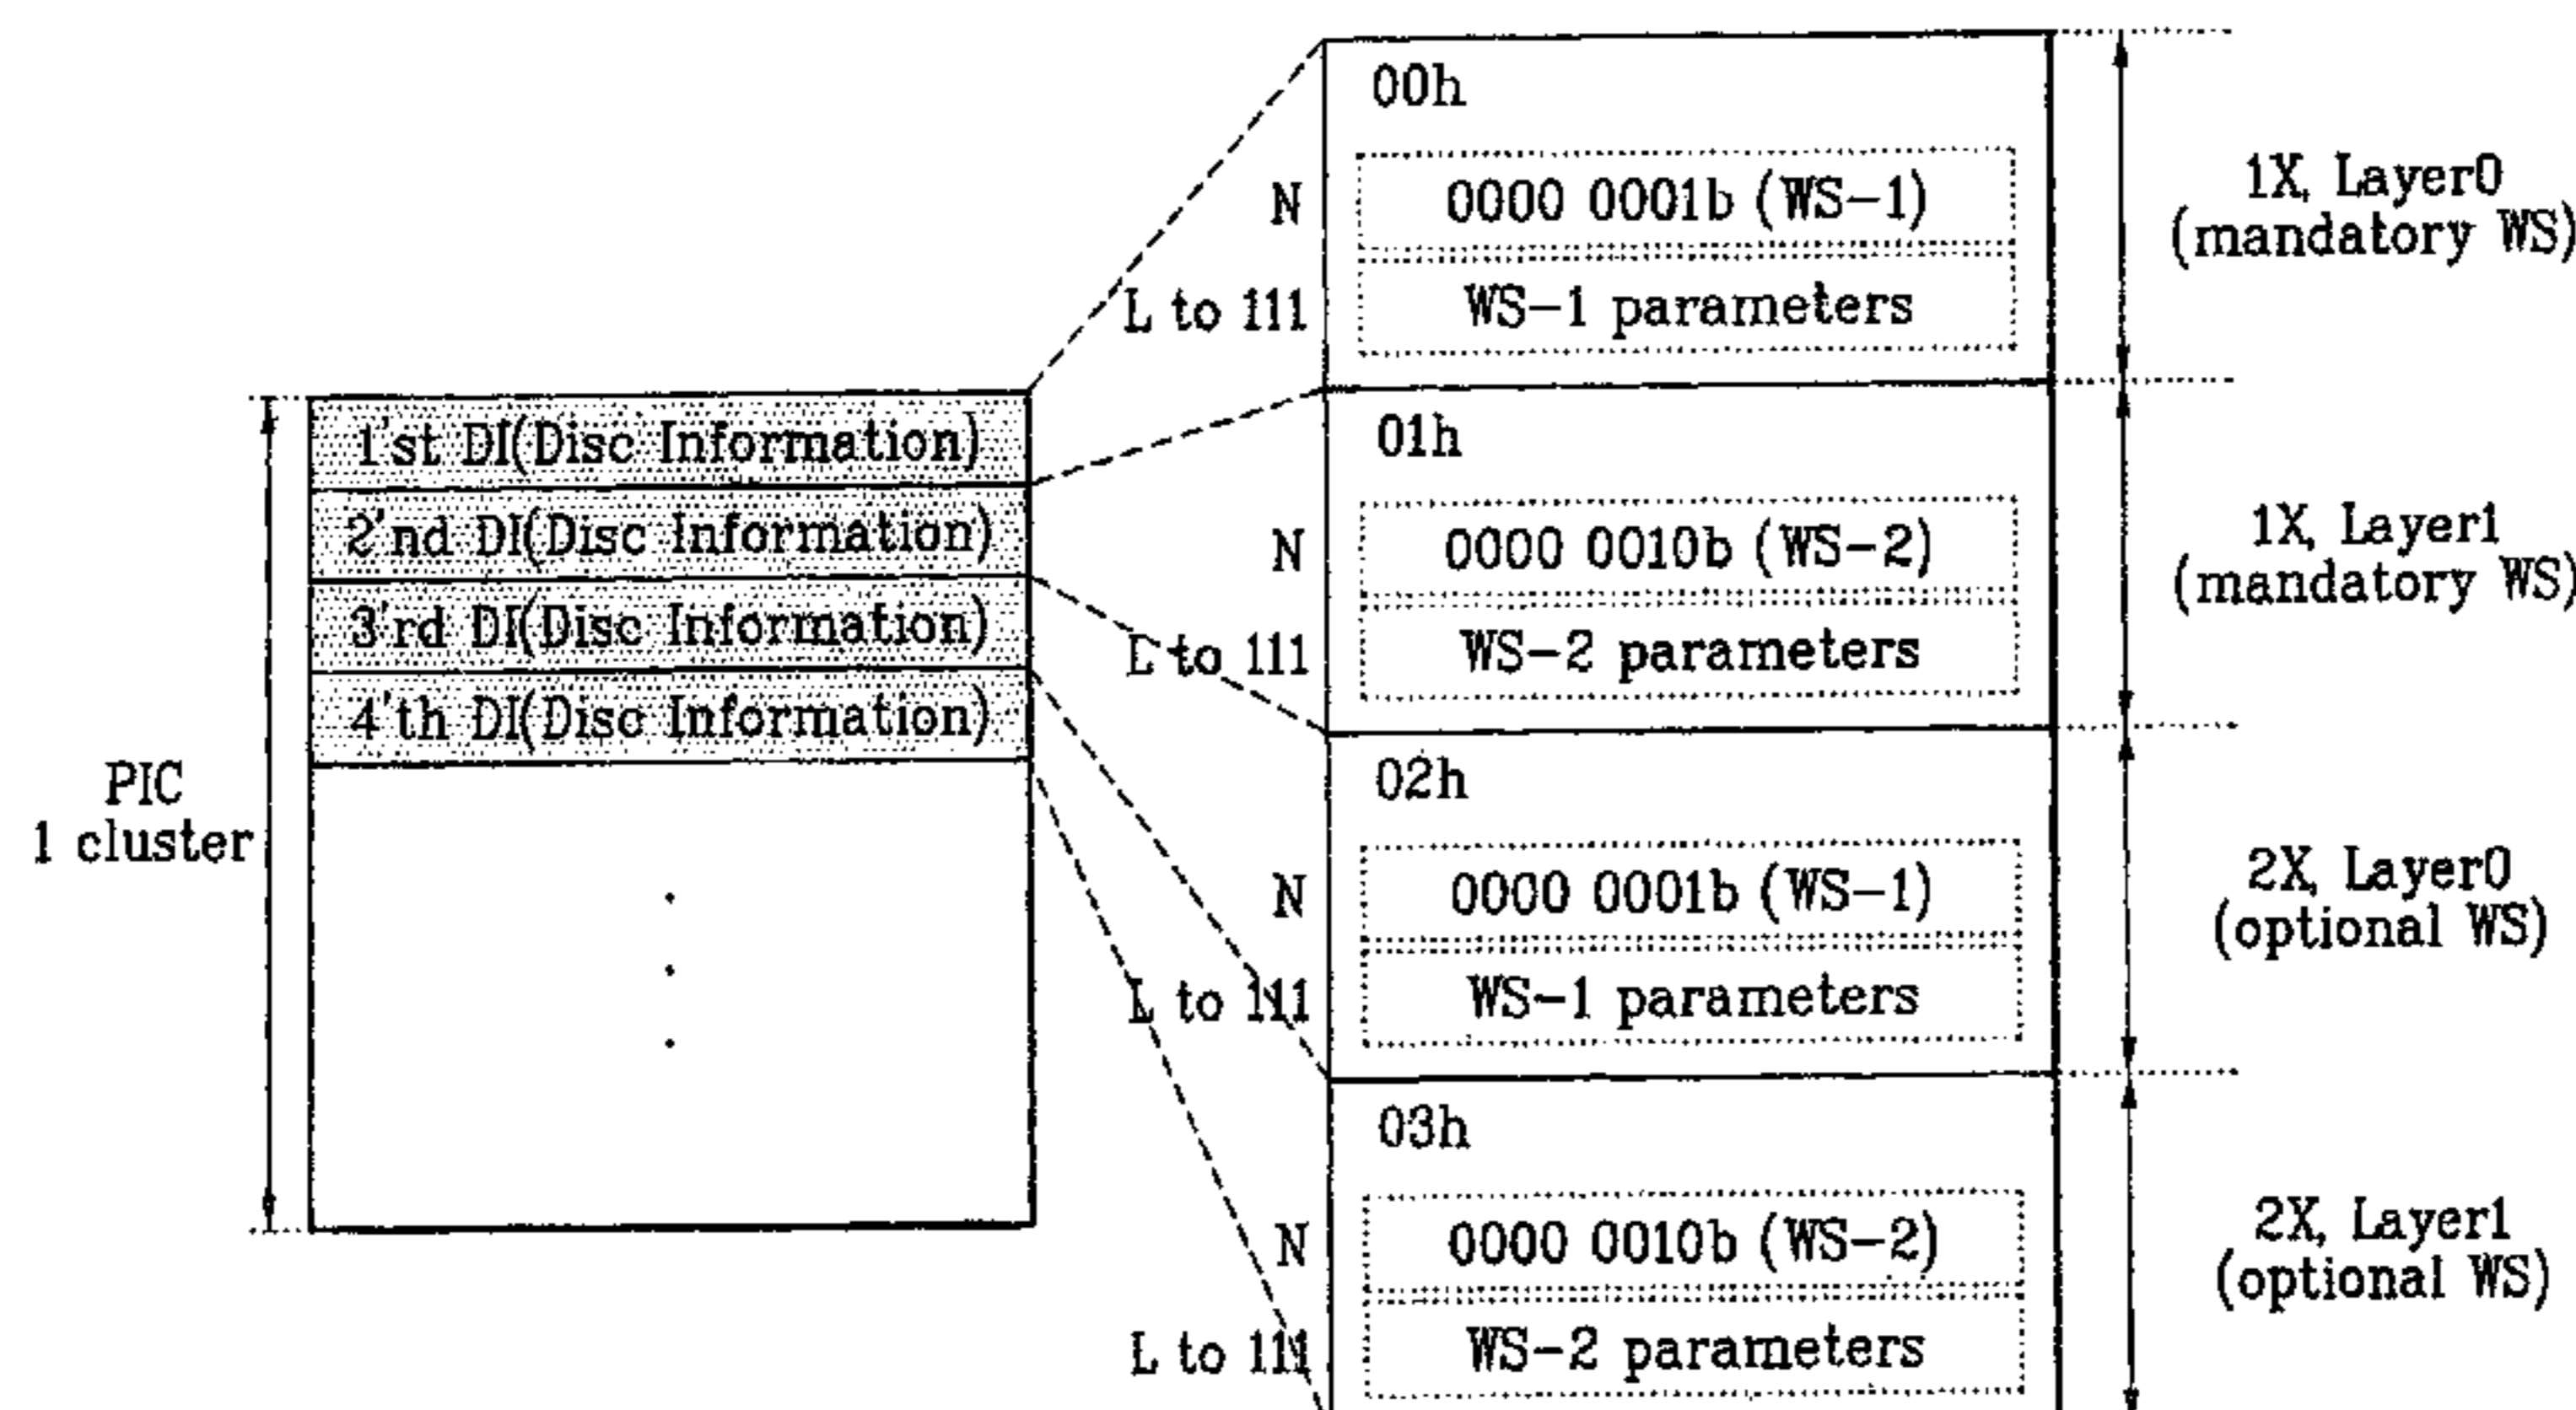 PIC
1 cluster
1'st DI(Disc Information)
2'nd DI(Disc Information)
3'rd DI(Disc Information)
4'th DI(Disc Information)
00h
N
0000 0001b (WS-1)
L to 111
WS-1 parameters
1X, Layer0
(mandatory WS)
01h
N
0000 0010b (WS-2)
L to 111
WS-2 parameters
1X, Layer1
(mandatory WS)
02h
N
0000 0001b (WS-1)
L to 111
WS-1 parameters
2X, Layer0
(optional WS)
03h
N
0000 0010b (WS-2)
L to 111
WS-2 parameters
2X, Layer1
(optional WS)